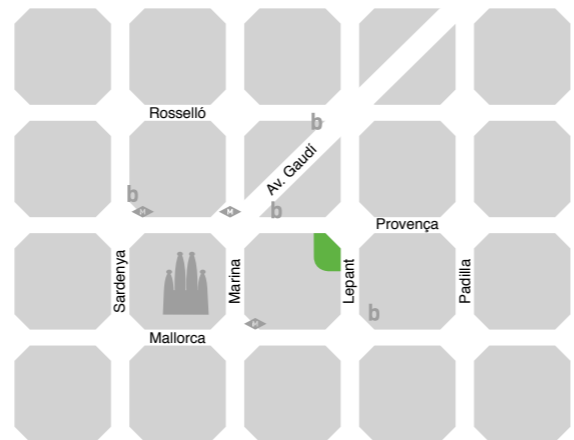 Rosselló
b
Av. Gaudí
b
M
M
b
Provença
Sardenya
Marina
Lepant
Padilla
b
M
Mallorca